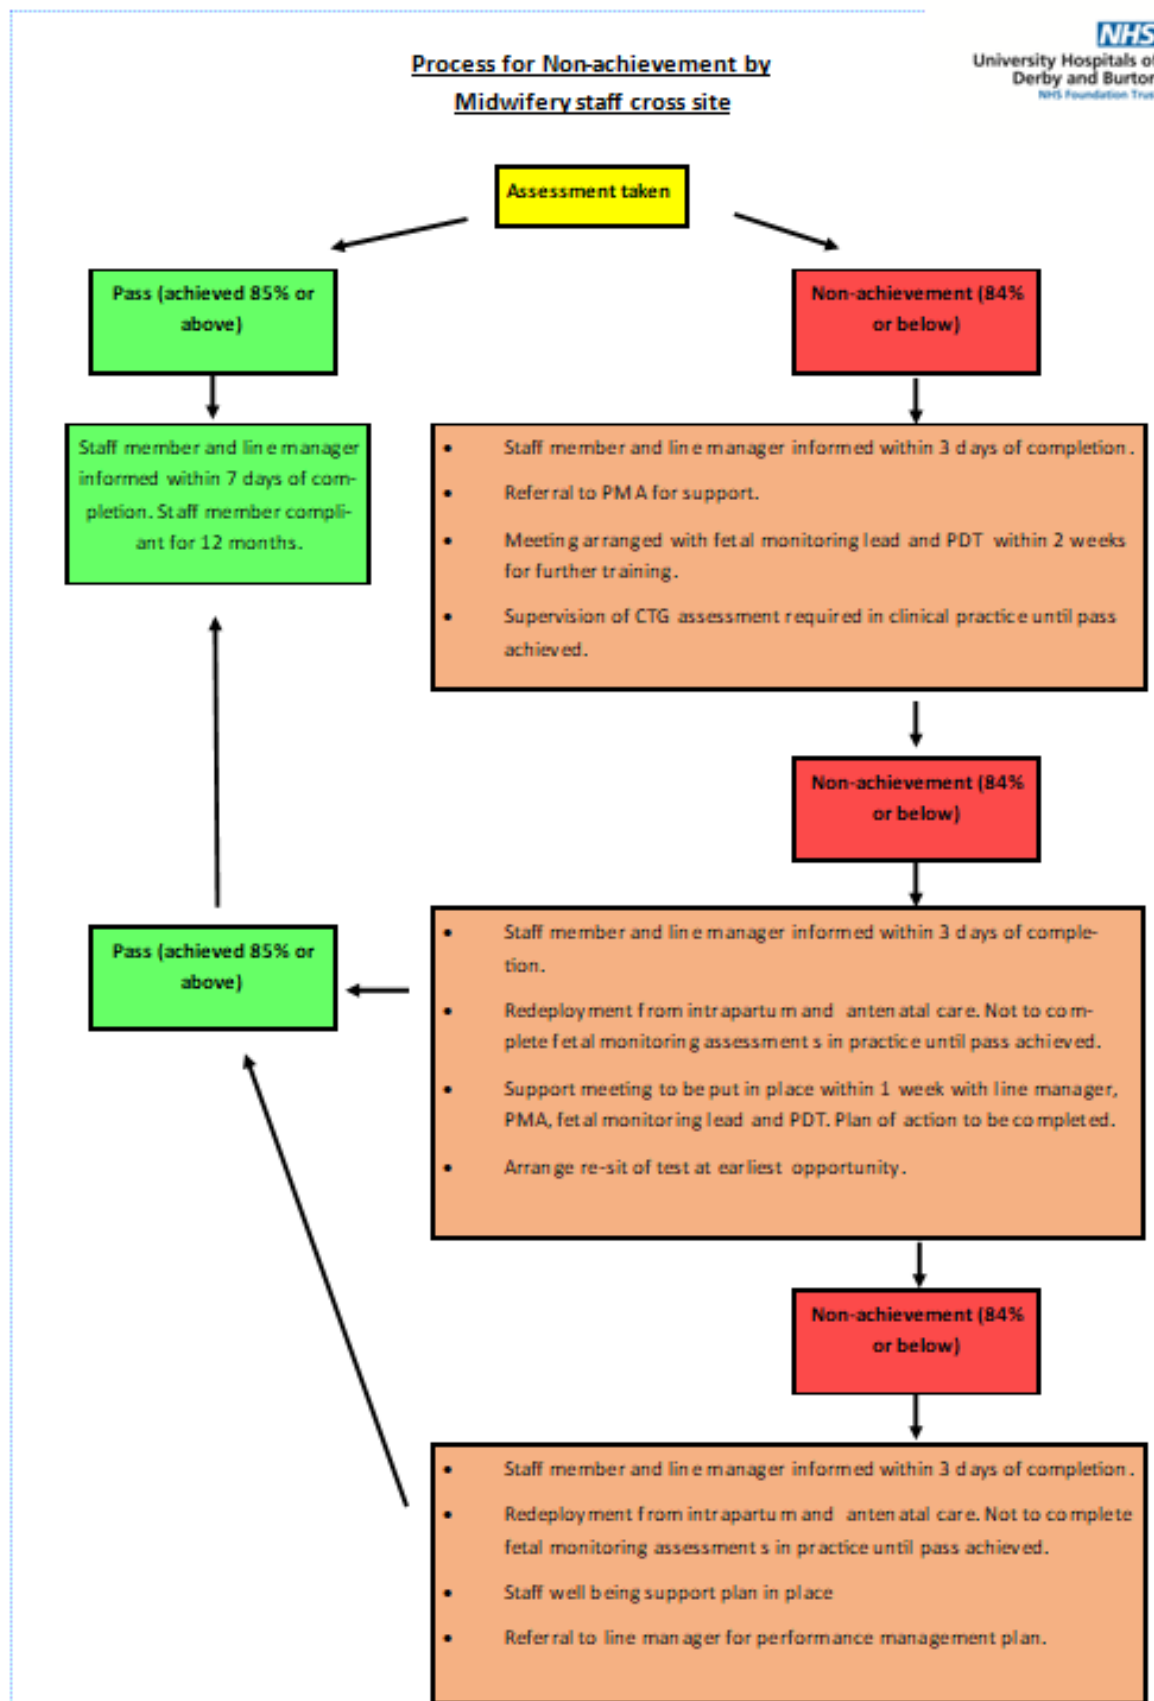 Process for Non-achievement by
Midwifery staff cross site
NHS
University Hospitals of
Derby and Burton
NHS Foundation Trust
Assessment taken
Pass (achieved 85% or
above)
Non-achievement (84%
or below)
Staff member and line manager
informed within 7 days of com-
pletion. Staff member compli-
ant for 12 months.
• Staff member and line manager informed within 3 days of completion.
• Referral to PMA for support.
• Meeting arranged with fetal monitoring lead and PDT within 2 weeks
for further training.
• Supervision of CTG assessment required in clinical practice until pass
achieved.
Non-achievement (84%
or below)
Pass (achieved 85% or
above)
• Staff member and line manager informed within 3 days of comple-
tion.
• Redeployment from intrapartum and antenatal care. Not to com-
plete fetal monitoring assessments in practice until pass achieved.
• Support meeting to be put in place within 1 week with line manager,
PMA, fetal monitoring lead and PDT. Plan of action to be completed.
• Arrange re-sit of test at earliest opportunity.
Non-achievement (84%
or below)
• Staff member and line manager informed within 3 days of completion.
• Redeployment from intrapartum and antenatal care. Not to complete
fetal monitoring assessments in practice until pass achieved.
• Staff well being support plan in place
• Referral to line manager for performance management plan.